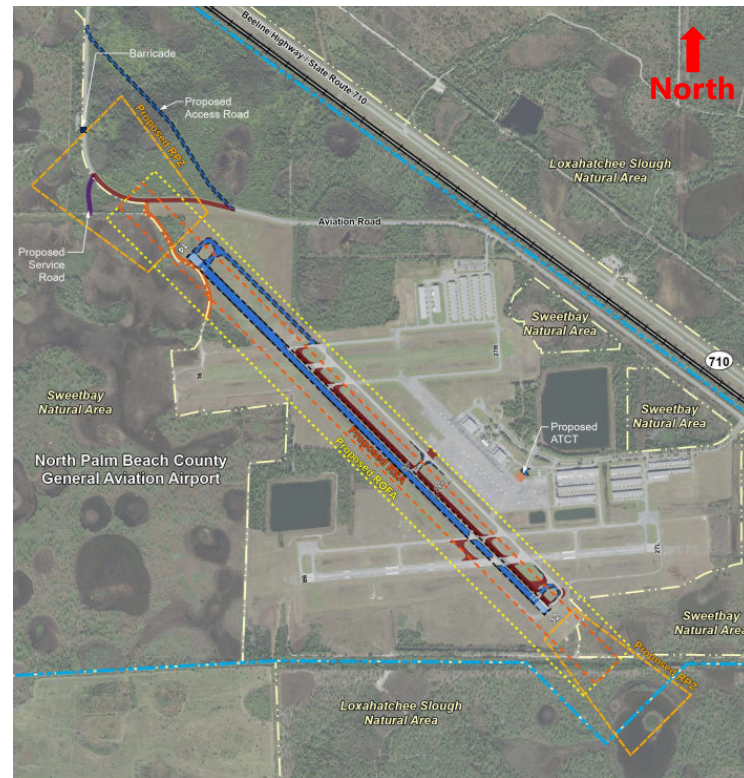 Beeline Highway / State Route 710
North
Barricade
Proposed
Access Road
Proposed RPZ
Loxahatchee Slough
Natural Area
Aviation Road
Proposed
Service
Road
Sweetbay
Natural Area
710
27R
Sweetbay
Natural Area
Sweetbay
Natural Area
Proposed
ATCT
Proposed RSA
Proposed ROFA
North Palm Beach County
General Aviation Airport
27L
Sweetbay
Natural Area
Proposed RPZ
Loxahatchee Slough
Natural Area